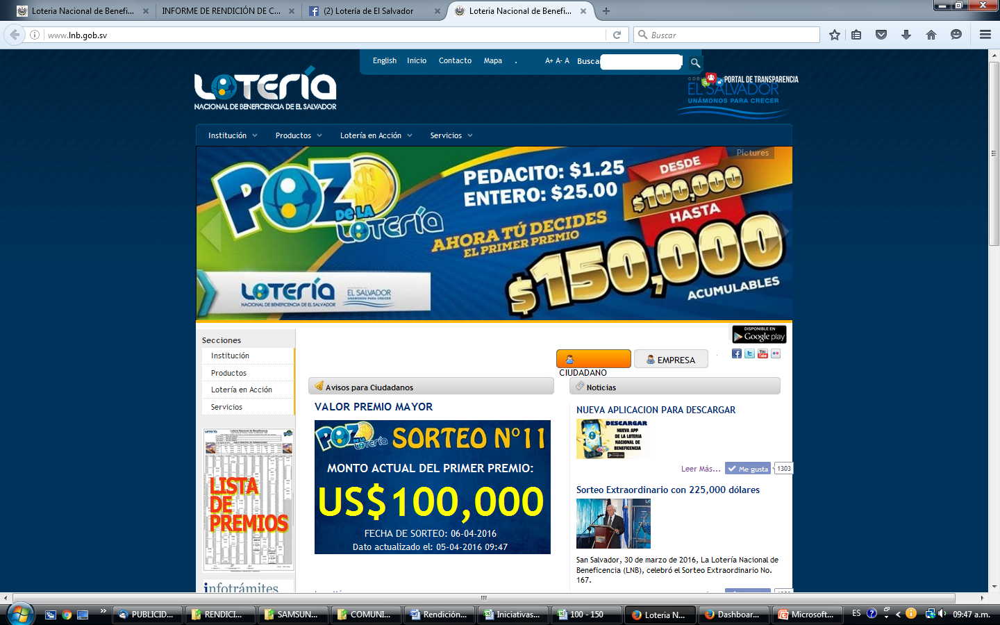 Loteria Nacional de Benefi...
INFORME DE RENDICIÓN DE C...
(2) Lotería de El Salvador
Loteria Nacional de Benefi...
www.lnb.gob.sv
Buscar
English Inicio Contacto Mapa .
A+ A- A Buscar
LOTERÍA
NACIONAL DE BENEFICENCIA DE EL SALVADOR
PORTAL DE TRANSPARENCIA
EL SALVADOR
UNÁMONOS PARA CRECER
Institución Productos Lotería en Acción Servicios
Pictures
POZO
DE LA
LOTERÍA
PEDACITO: $1.25
ENTERO: $25.00
DESDE
$100,000
HASTA
AHORA TÚ DECIDES
EL PRIMER PREMIO
$150,000
ACUMULABLES
LOTERÍA
NACIONAL DE BENEFICENCIA DE EL SALVADOR
EL SALVADOR
UNÁMONOS PARA CRECER
Secciones
Institución
Productos
Lotería en Acción
Servicios
DISPONIBLE EN
Google play
CIUDADANO
EMPRESA
Avisos para Ciudadanos
Noticias
VALOR PREMIO MAYOR
POZO
DE LA
LOTERÍA
SORTEO Nº11
MONTO ACTUAL DEL PRIMER PREMIO:
US$100,000
FECHA DE SORTEO: 06-04-2016
Dato actualizado el: 05-04-2016 09:47
NUEVA APLICACION PARA DESCARGAR
DESCARGAR
NUEVA APP
DE LA LOTERIA
NACIONAL DE
BENEFICENCIA
Leer Más... Me gusta 1303
Sorteo Extraordinario con 225,000 dólares
San Salvador, 30 de marzo de 2016, La Lotería Nacional de
Beneficencia (LNB), celebró el Sorteo Extraordinario No.
167.
Lotería Nacional de Beneficencia
LISTA
DE
PREMIOS
infotrámites
PUBLICID...
RENDICI...
SAMSUN...
COMUNI...
Rendición...
Iniciativas...
100 - 150
Loteria N...
Dashboar...
Microsoft...
ES
09:47 a.m.